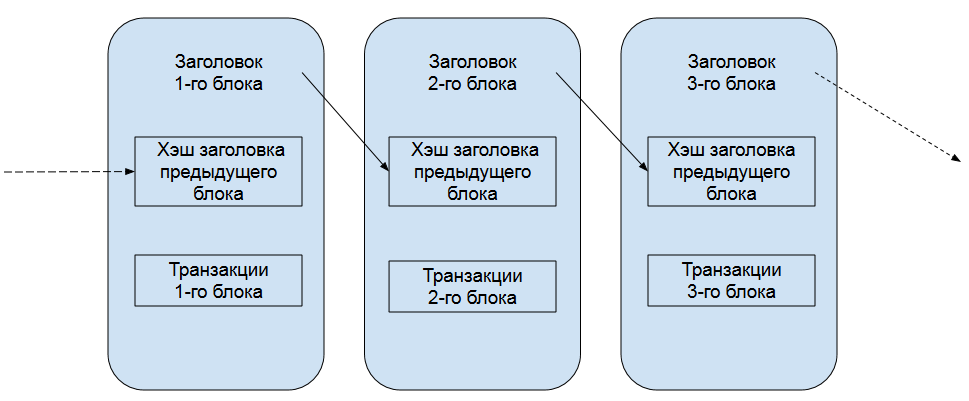 Заголовок
1-го блока
Хэш заголовка
предыдущего
блока
Транзакции
1-го блока
Заголовок
2-го блока
Хэш заголовка
предыдущего
блока
Транзакции
2-го блока
Заголовок
3-го блока
Хэш заголовка
предыдущего
блока
Транзакции
3-го блока